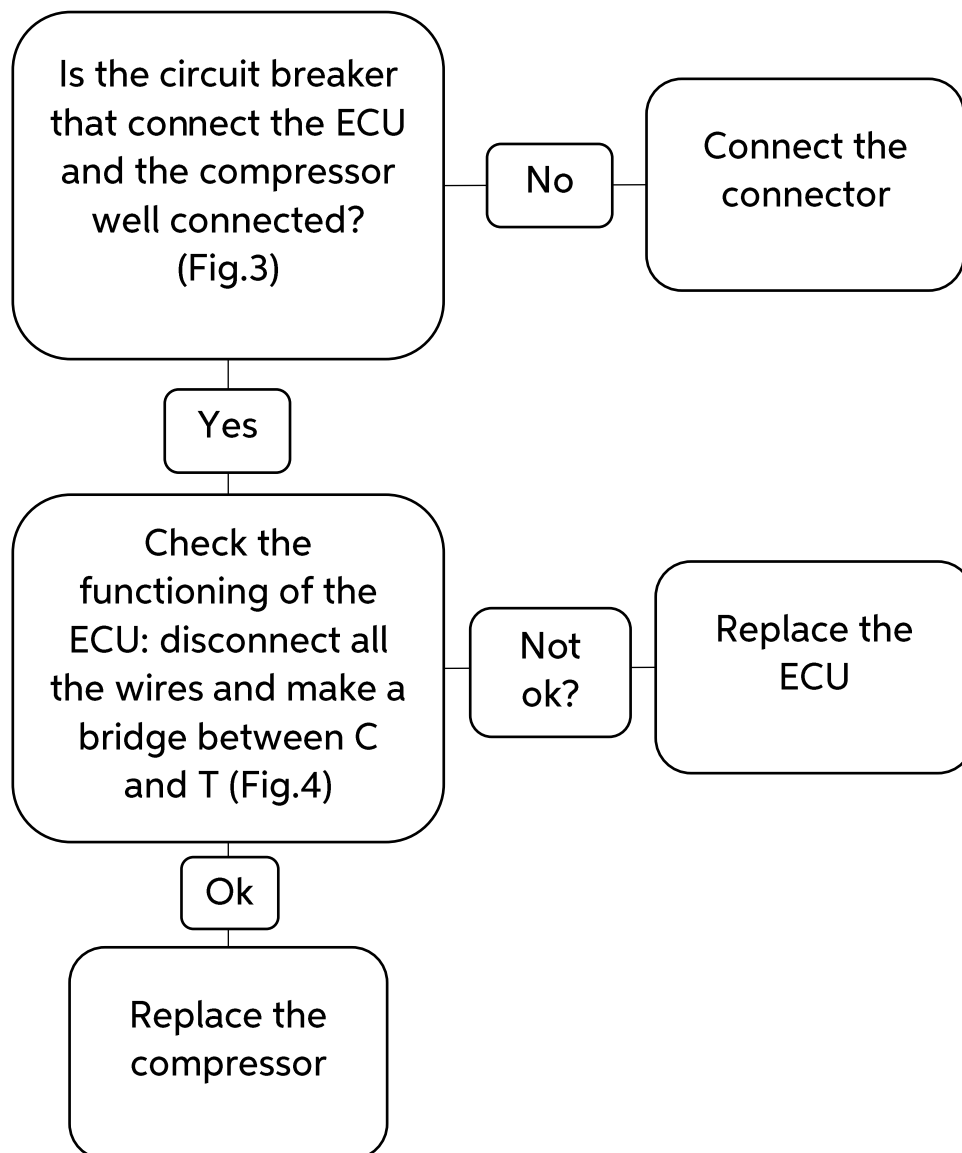 Is the circuit breaker
that connect the ECU
and the compressor
well connected?
(Fig.3)
No
Connect the
connector
Yes
Check the
functioning of the
ECU: disconnect all
the wires and make a
bridge between C
and T (Fig.4)
Not
ok?
Replace the
ECU
Ok
Replace the
compressor